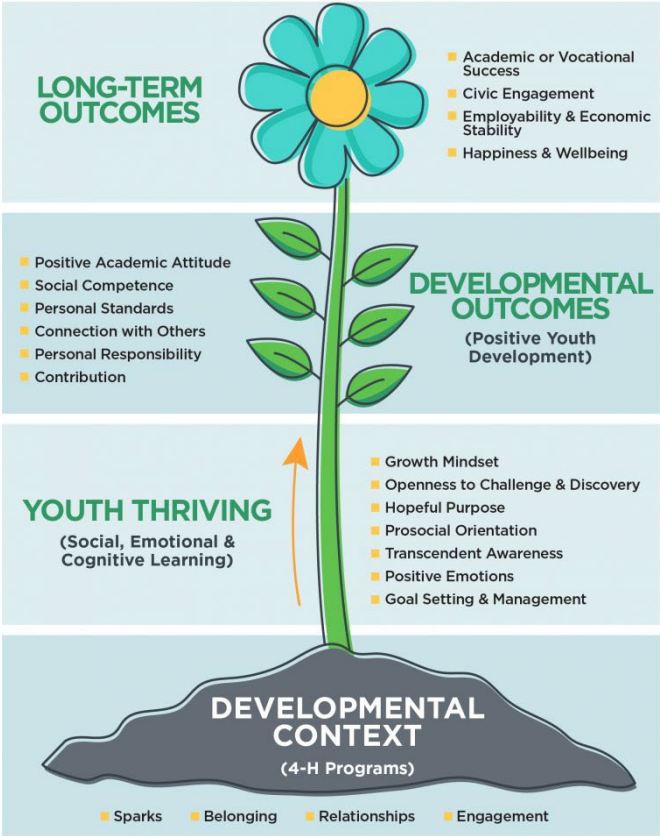 LONG-TERM
OUTCOMES
Academic or Vocational
Success
Civic Engagement
Employability & Economic
Stability
Happiness & Wellbeing
Positive Academic Attitude
Social Competence
Personal Standards
Connection with Others
Personal Responsibility
Contribution
DEVELOPMENTAL
OUTCOMES
(Positive Youth
Development)
YOUTH THRIVING
(Social, Emotional &
Cognitive Learning)
Growth Mindset
Openness to Challenge & Discovery
Hopeful Purpose
Prosocial Orientation
Transcendent Awareness
Positive Emotions
Goal Setting & Management
DEVELOPMENTAL
CONTEXT
(4-H Programs)
Sparks
Belonging
Relationships
Engagement